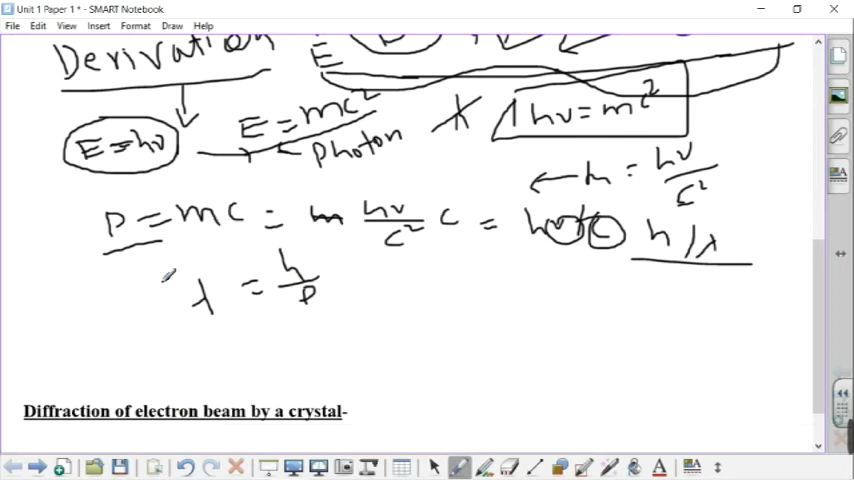 Unit 1 Paper 1 * - SMART Notebook
File Edit View Insert Format Draw Help
Derivation E
E=hν E=mc² hν=mc²
Photon
m = hν/c²
P = mc = hν/c² c = hν/c h/λ
λ = h/P
Diffraction of electron beam by a crystal-